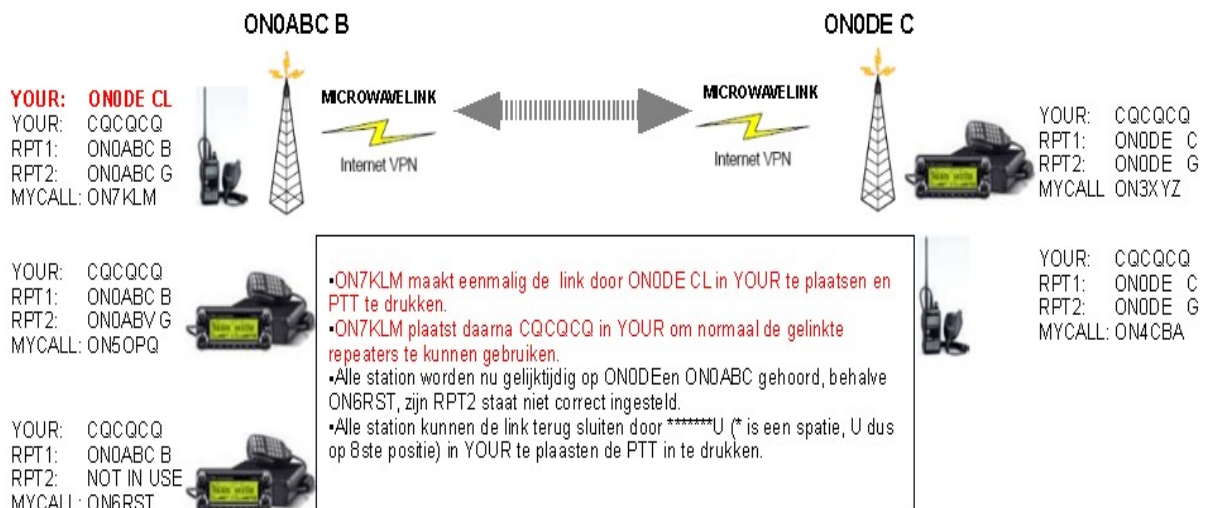 ON0ABC B
ON0DE C
YOUR: ON0DE CL
YOUR: CQCQCQ
RPT1: ON0ABC B
RPT2: ON0ABC G
MYCALL: ON7KLM
MICROWAVELINK
Internet VPN
MICROWAVELINK
Internet VPN
YOUR: CQCQCQ
RPT1: ON0DE C
RPT2: ON0DE G
MYCALL ON3XYZ
YOUR: CQCQCQ
RPT1: ON0ABC B
RPT2: ON0ABV G
MYCALL: ON5OPQ
▪ON7KLM maakt eenmalig de link door ON0DE CL in YOUR te plaatsen en
PTT te drukken.
▪ON7KLM plaatst daarna CQCQCQ in YOUR om normaal de gelinkte
repeaters te kunnen gebruiken.
▪Alle station worden nu gelijktijdig op ON0DEen ON0ABC gehoord, behalve
ON6RST, zijn RPT2 staat niet correct ingesteld.
▪Alle station kunnen de link terug sluiten door *******U (* is een spatie, U dus
op 8ste positie) in YOUR te plaasten de PTT in te drukken.
YOUR: CQCQCQ
RPT1: ON0DE C
RPT2: ON0DE G
MYCALL: ON4CBA
YOUR: CQCQCQ
RPT1: ON0ABC B
RPT2: NOT IN USE
MYCALL: ON6RST